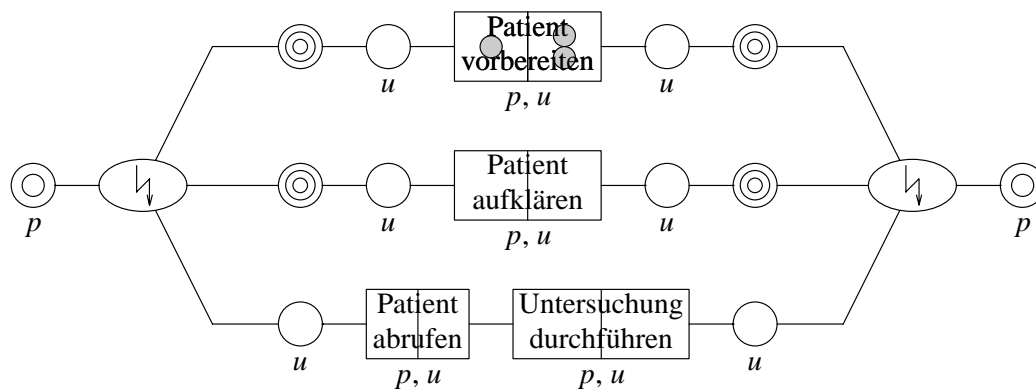 Patient
vorbereiten
u
u
p, u
Patient
aufklären
p
u
u
p
p, u
Patient
abrufen
Untersuchung
durchführen
u
u
p, u
p, u